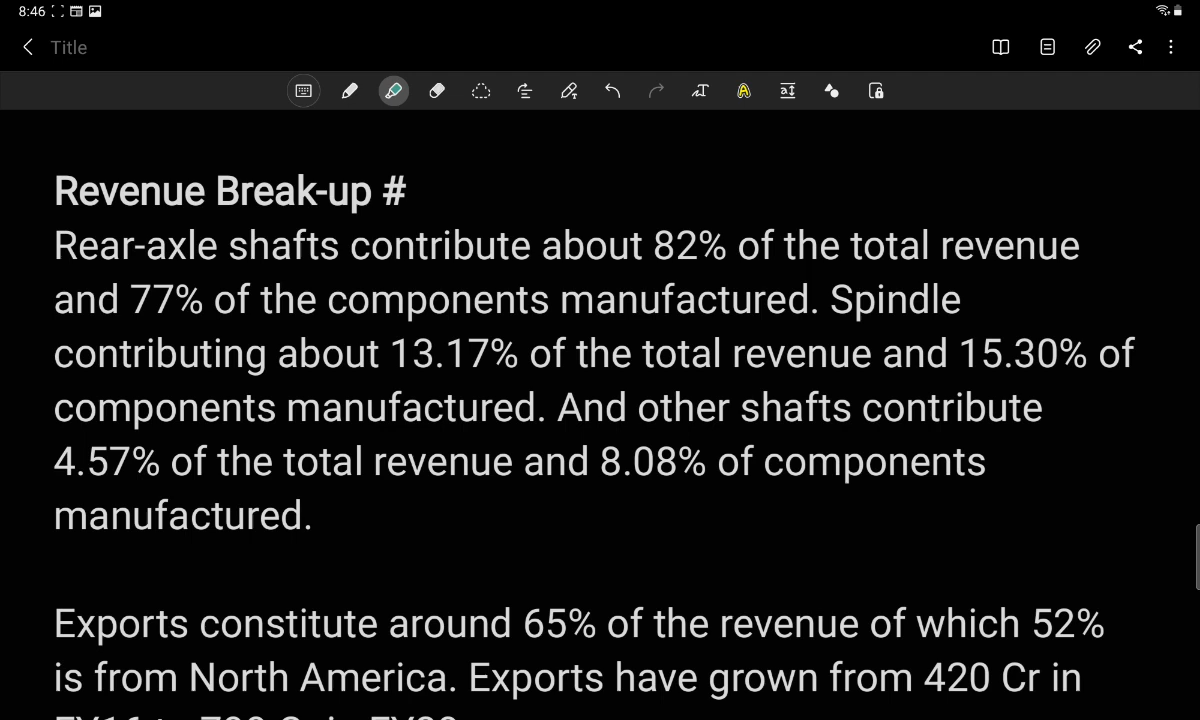 8:46
Title
Revenue Break-up #
Rear-axle shafts contribute about 82% of the total revenue
and 77% of the components manufactured. Spindle
contributing about 13.17% of the total revenue and 15.30% of
components manufactured. And other shafts contribute
4.57% of the total revenue and 8.08% of components
manufactured.
Exports constitute around 65% of the revenue of which 52%
is from North America. Exports have grown from 420 Cr in